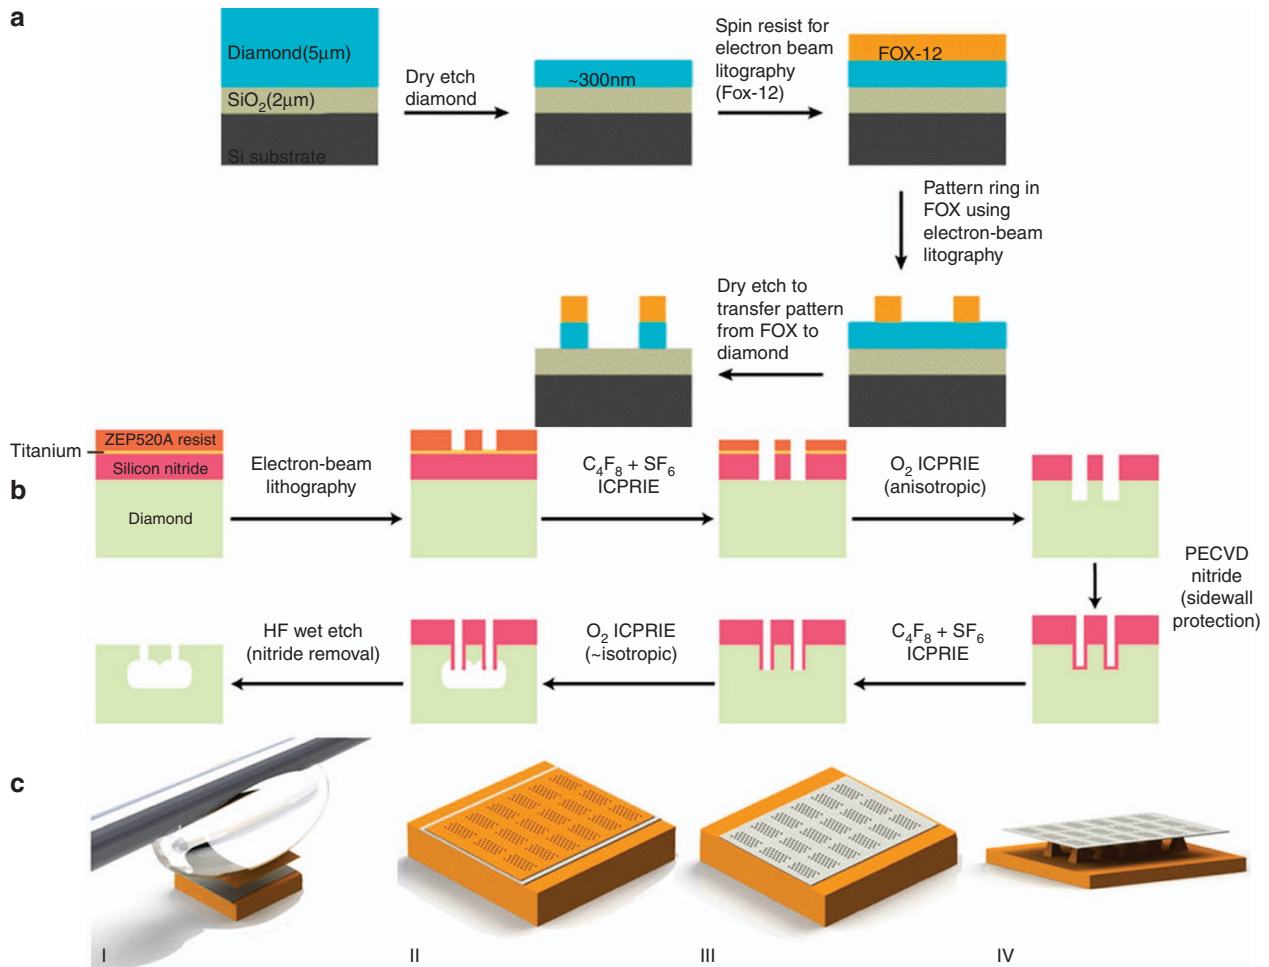 a
Diamond(5μm)
SiO2(2μm)
Si substrate
Dry etch
diamond
~300nm
Spin resist for
electron beam
litography
(Fox-12)
FOX-12
Pattern ring in
FOX using
electron-beam
litography
Dry etch to
transfer pattern
from FOX to
diamond
b
Titanium
ZEP520A resist
Silicon nitride
Diamond
Electron-beam
lithography
C4F8 + SF6
ICPRIE
O2 ICPRIE
(anisotropic)
PECVD
nitride
(sidewall
protection)
C4F8 + SF6
ICPRIE
O2 ICPRIE
(~isotropic)
HF wet etch
(nitride removal)
c
I
II
III
IV